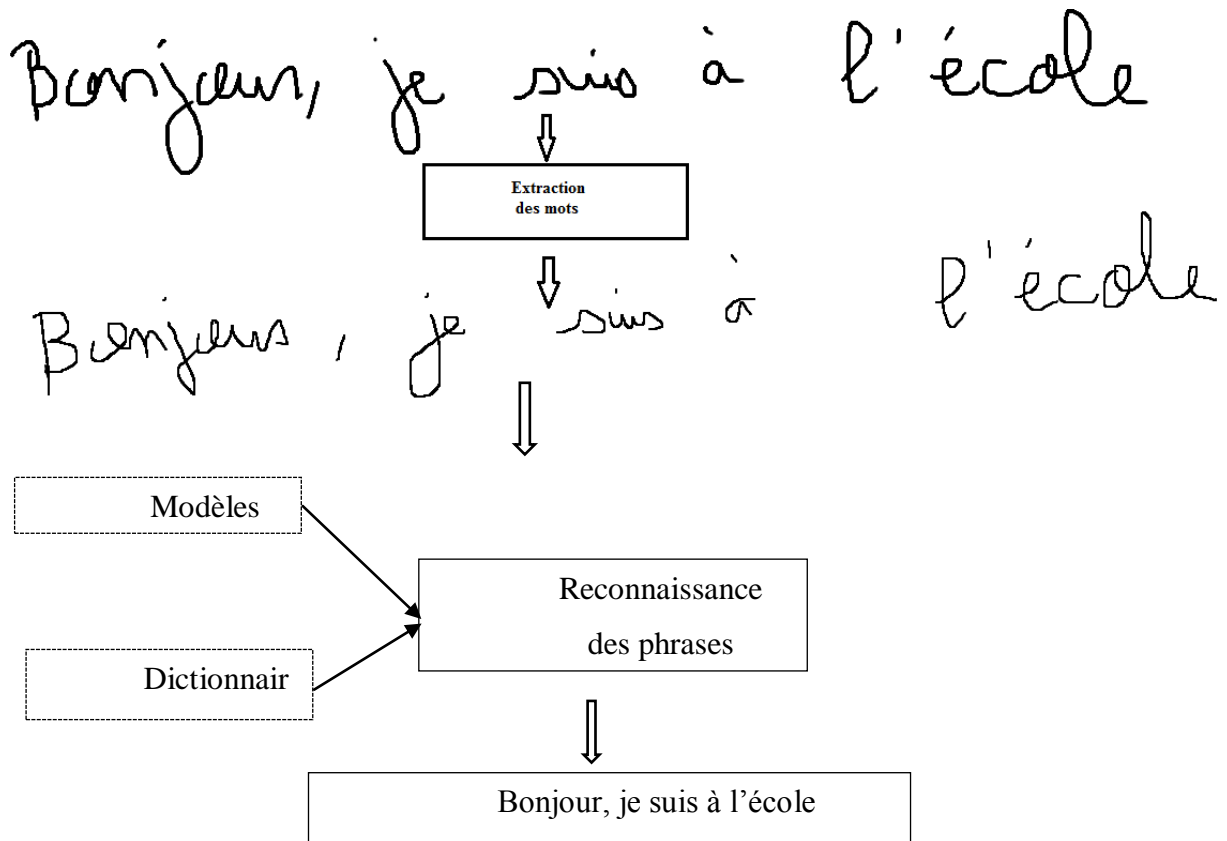 Bonjour, je suis à l'école
Extraction
des mots
Bonjour, je suis à l'école
Modèles
Reconnaissance
des phrases
Dictionnair
Bonjour, je suis à l’école